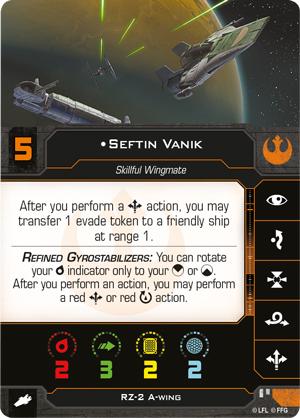 5
•Seftin Vanik
Skillful Wingmate
After you perform a action, you may
transfer 1 evade token to a friendly ship
at range 1.
Refined Gyrostabilizers: You can rotate
your indicator only to your or .
After you perform an action, you may perform
a red or red action.
2 3 2 2
RZ-2 A-wing
© LFL © FFG